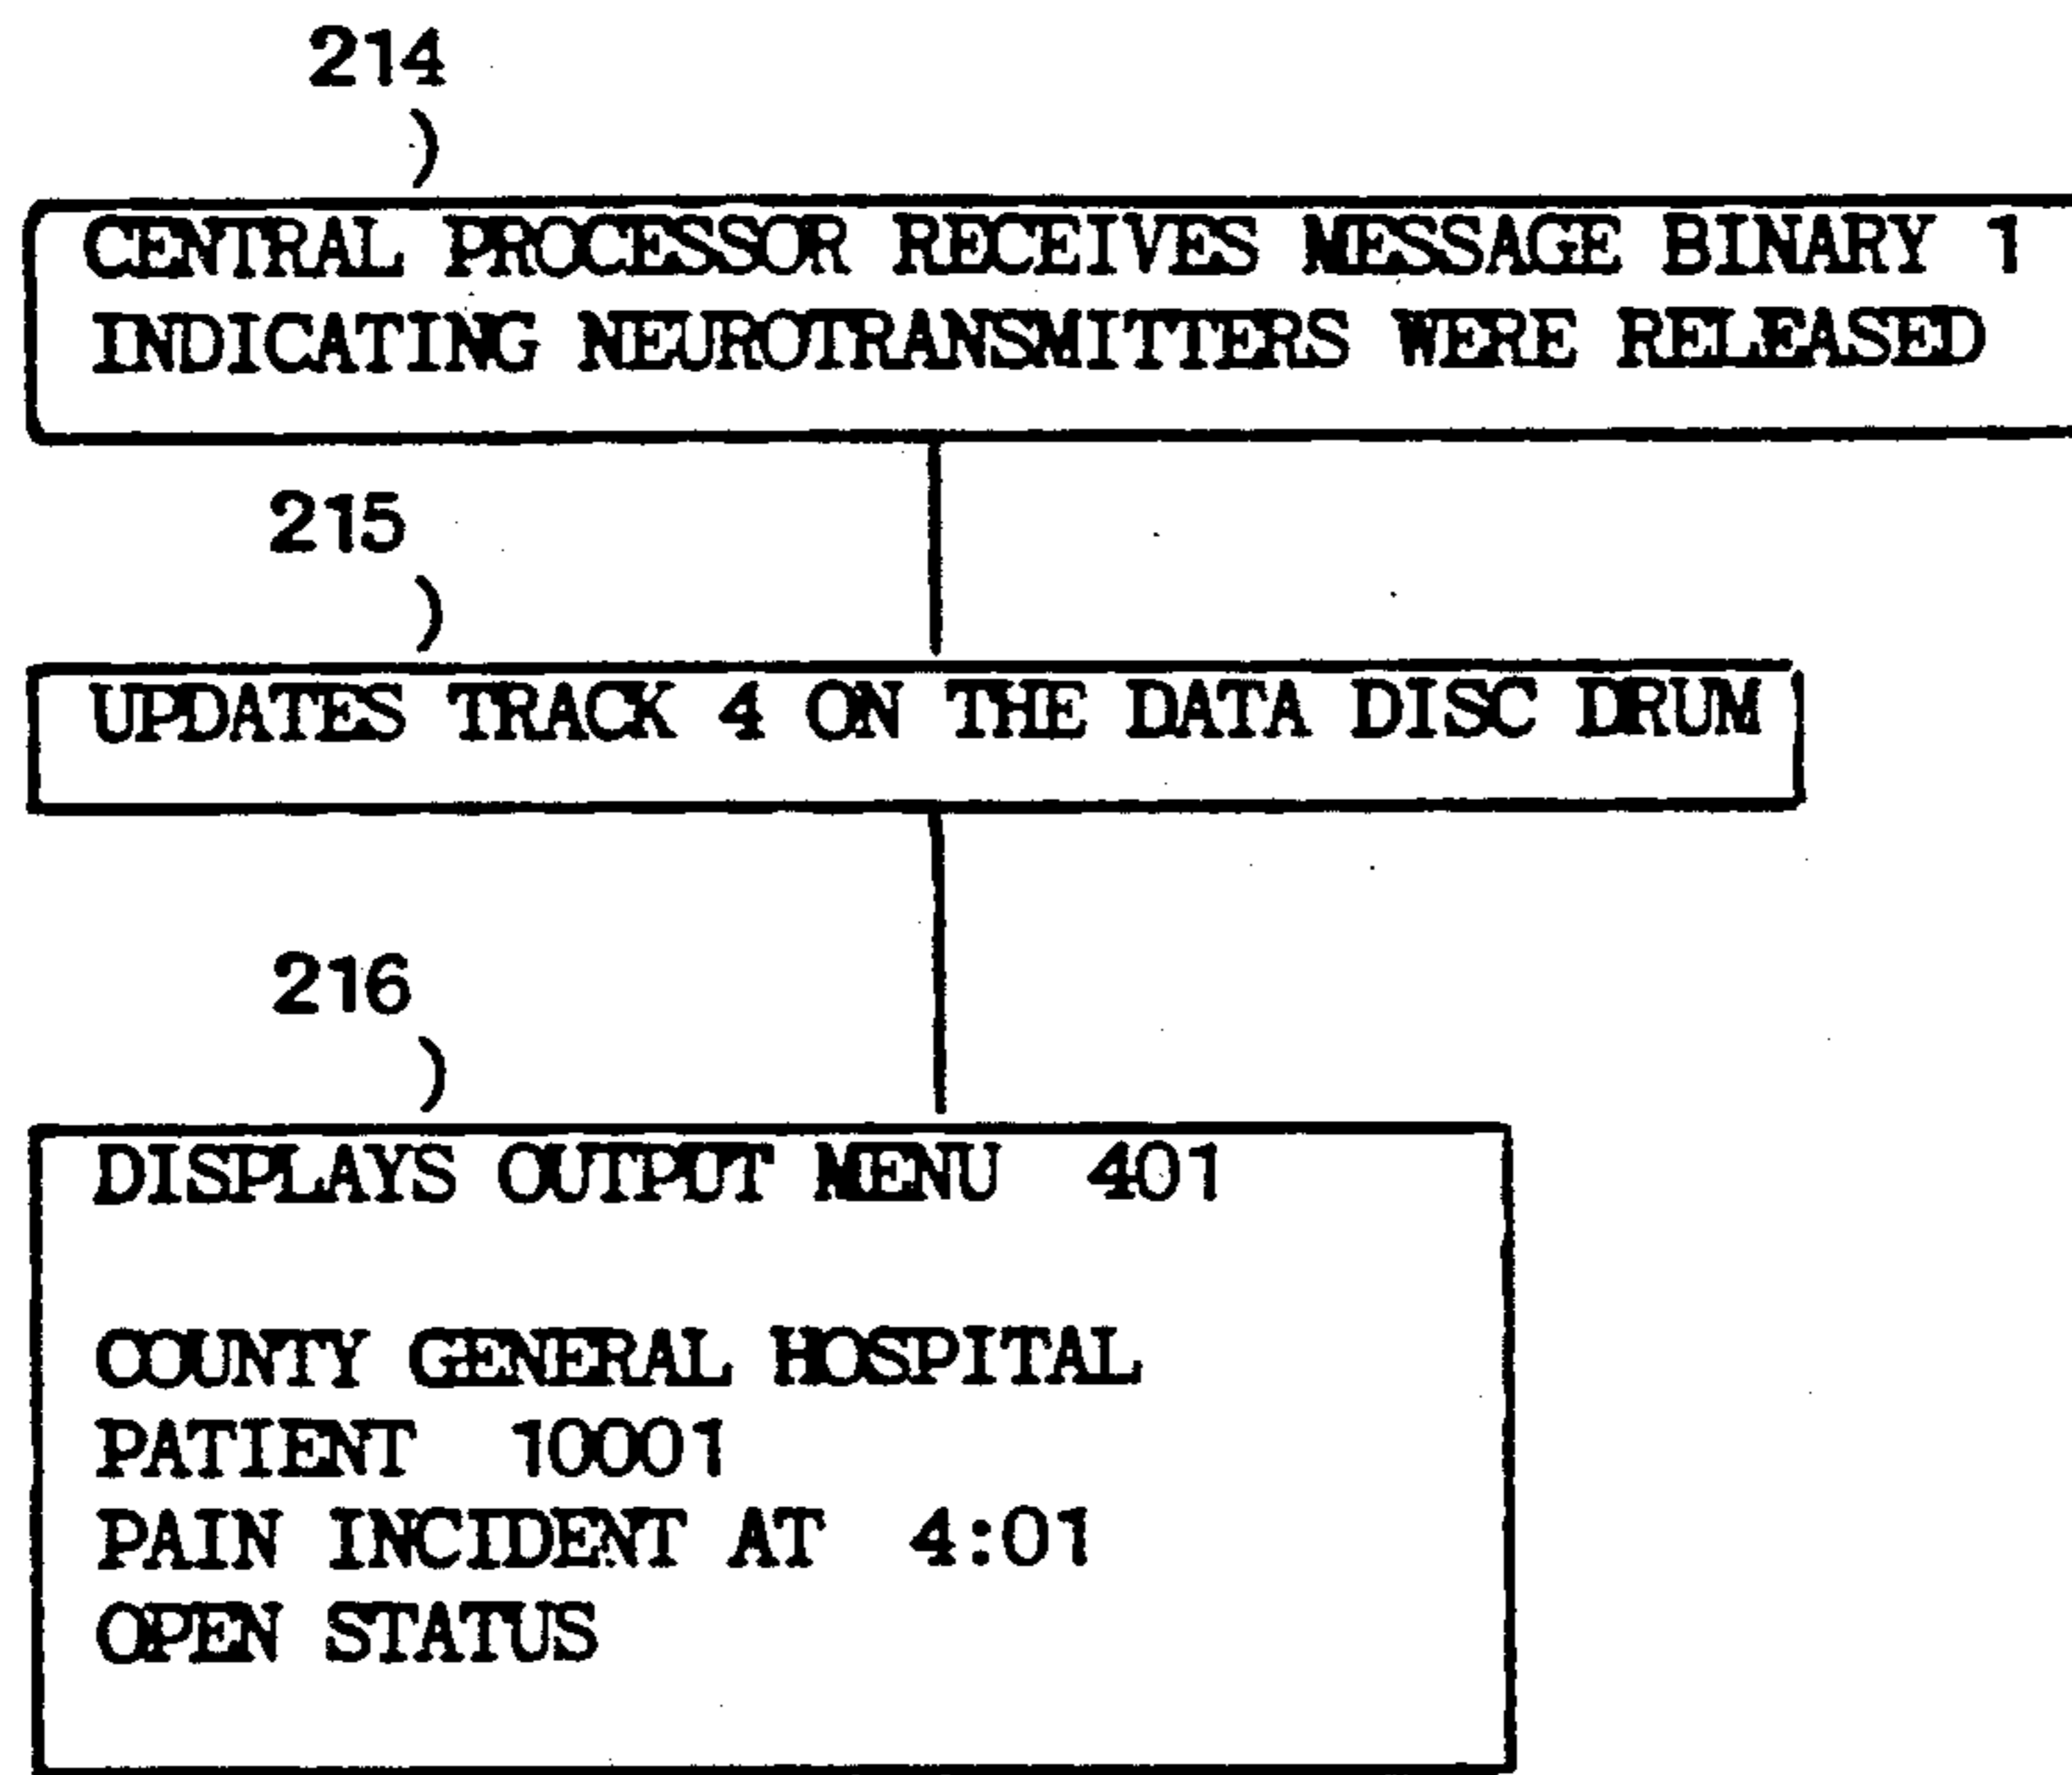 214
CENTRAL PROCESSOR RECEIVES MESSAGE BINARY 1
INDICATING NEUROTRANSMITTERS WERE RELEASED
215
UPDATES TRACK 4 ON THE DATA DISC DRUM
216
DISPLAYS OUTPUT MENU 401
COUNTY GENERAL HOSPITAL
PATIENT 10001
PAIN INCIDENT AT 4:01
OPEN STATUS